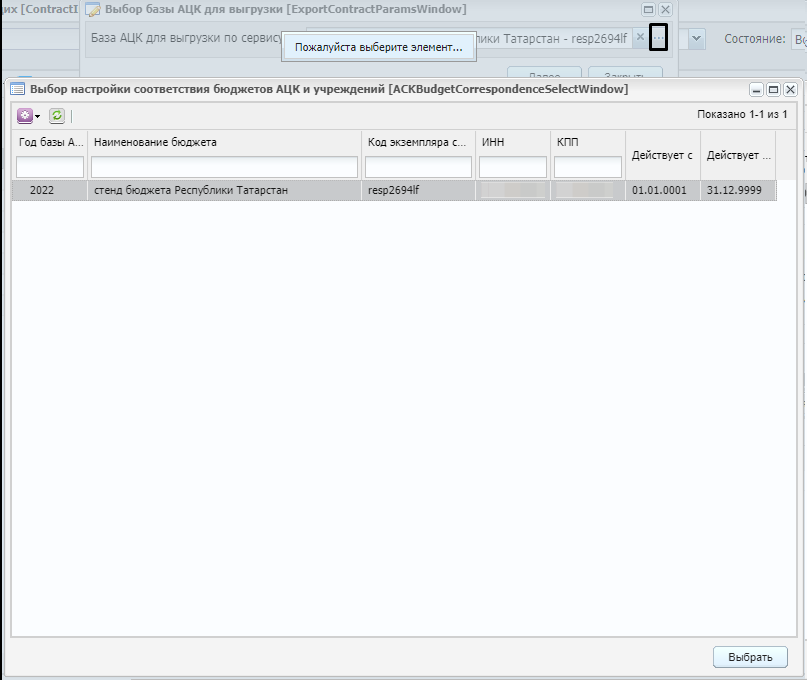 щих [ContractI
Выбор базы АЦК для выгрузки [ExportContractParamsWindow]
База АЦК для выгрузки по сервису
Пожалуйста выберите элемент...
лики Татарстан - resp2694lf
...
Состояние:
Далее
Закрыть
Выбор настройки соответствия бюджетов АЦК и учреждений [ACKBudgetCorrespondenceSelectWindow]
Показано 1-1 из 1
Год базы А...
Наименование бюджета
Код экземпляра с...
ИНН
КПП
Действует с
Действует ...
2022
стенд бюджета Республики Татарстан
resp2694lf
01.01.0001
31.12.9999
Выбрать